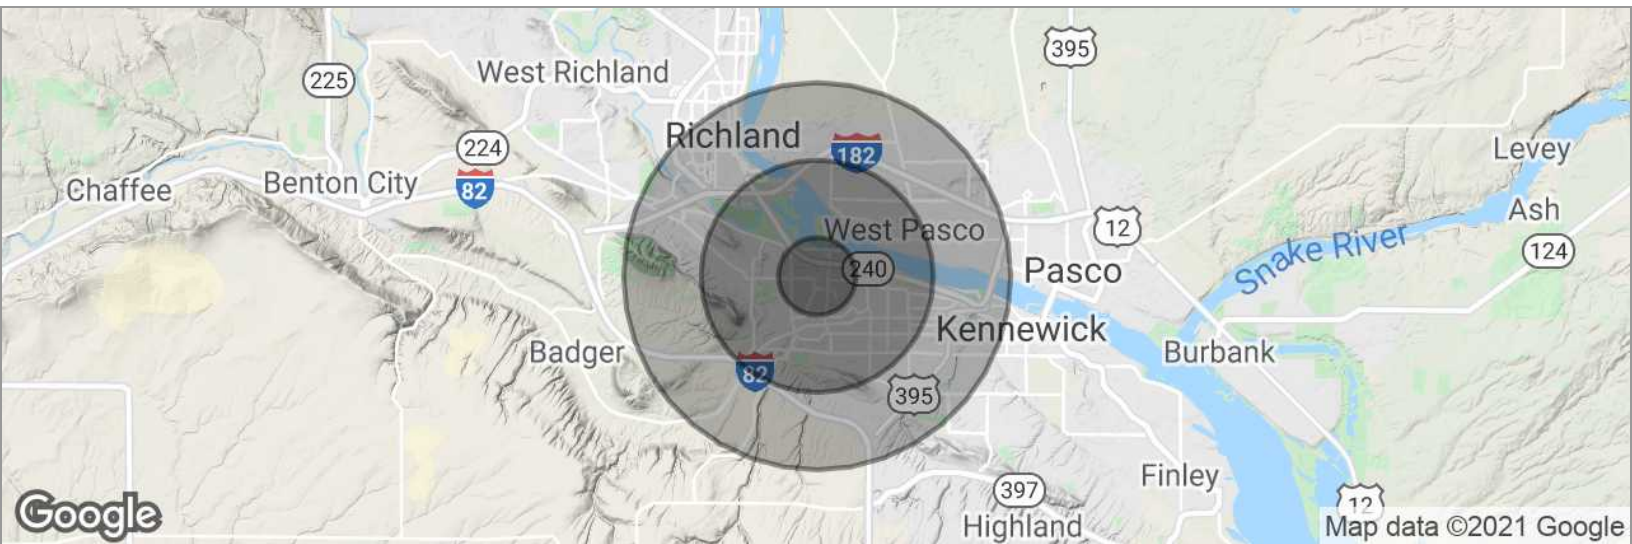 395
225
West Richland
Richland
182
224
Levey
82
Benton City
Chaffee
Ash
West Pasco
12
124
Snake River
240
Pasco
Kennewick
Badger
Burbank
82
395
Finley
397
12
Highland
Google
Map data ©2021 Google